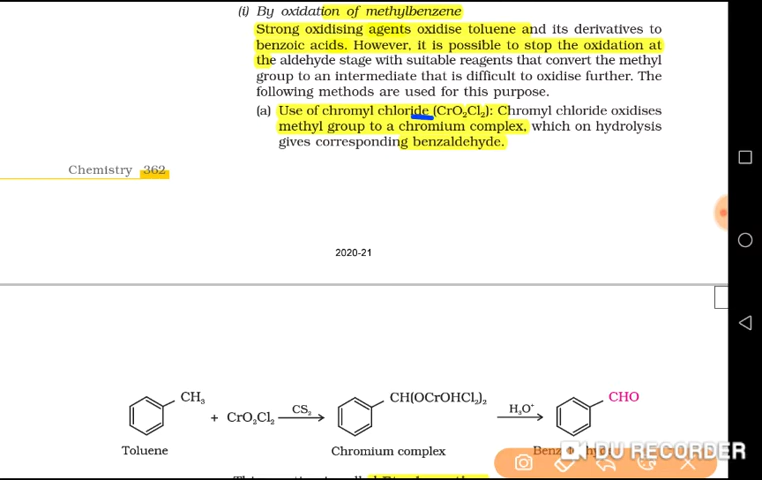 (i) By oxidation of methylbenzene
Strong oxidising agents oxidise toluene and its derivatives to
benzoic acids. However, it is possible to stop the oxidation at
the aldehyde stage with suitable reagents that convert the methyl
group to an intermediate that is difficult to oxidise further. The
following methods are used for this purpose.
(a) Use of chromyl chloride (CrO₂Cl₂): Chromyl chloride oxidises
methyl group to a chromium complex, which on hydrolysis
gives corresponding benzaldehyde.
Chemistry 362
2020-21
CH₃ + CrO₂Cl₂ CS₂ CH(OCrOHCl₂)₂ H₃O⁺ CHO
Toluene Chromium complex
DU RECORDER